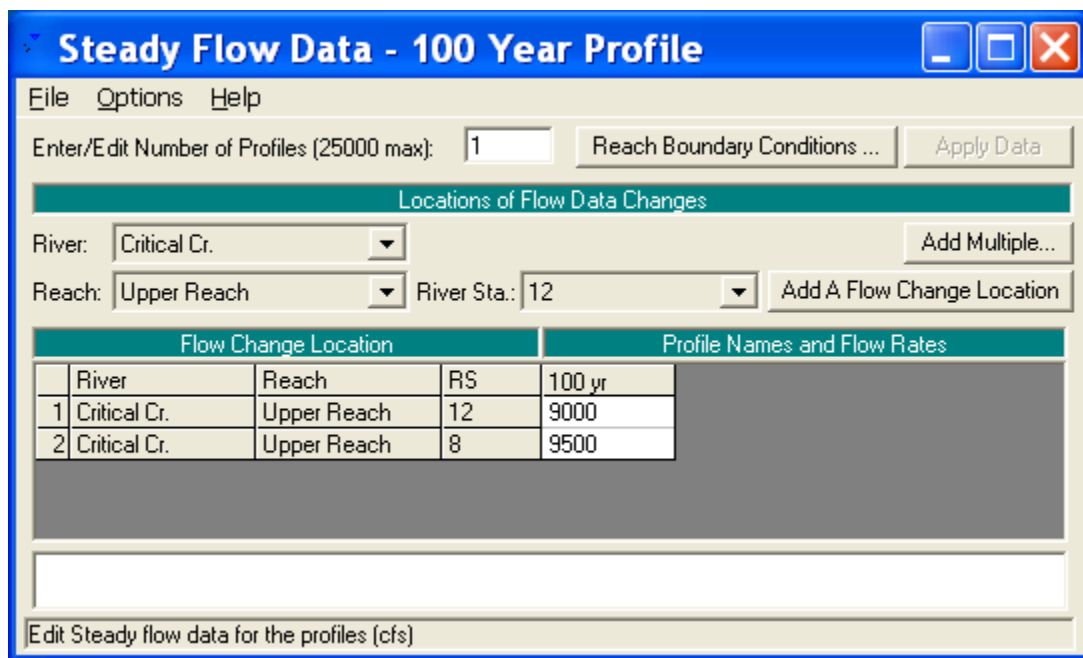 Steady Flow Data - 100 Year Profile
File Options Help
Enter/Edit Number of Profiles (25000 max): 1 Reach Boundary Conditions ... Apply Data
Locations of Flow Data Changes
River: Critical Cr. Add Multiple...
Reach: Upper Reach River Sta.: 12 Add A Flow Change Location
Flow Change Location Profile Names and Flow Rates
River Reach RS 100 yr
1 Critical Cr. Upper Reach 12 9000
2 Critical Cr. Upper Reach 8 9500
Edit Steady flow data for the profiles (cfs)